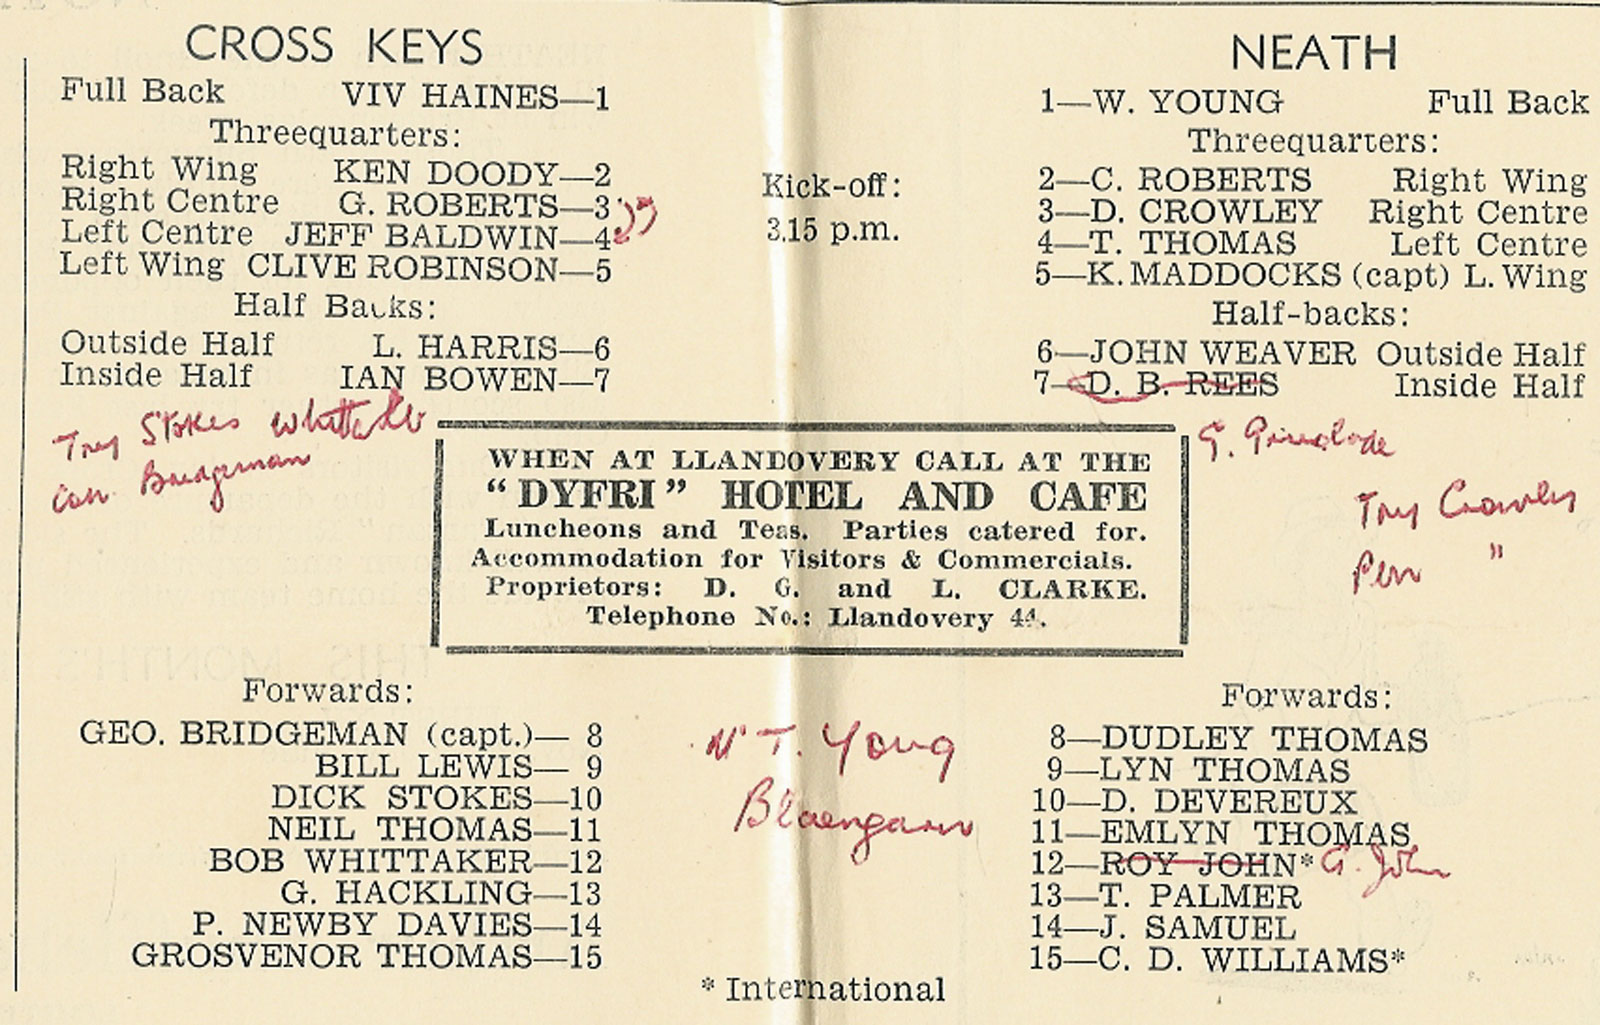 CROSS KEYS
Full Back VIV HAINES—1
Threequarters:
Right Wing KEN DOODY—2
Right Centre G. ROBERTS—3
Left Centre JEFF BALDWIN—4
Left Wing CLIVE ROBINSON—5
Half Backs:
Outside Half L. HARRIS—6
Inside Half IAN BOWEN—7
Try Stokes Whittaker
Con Bridgeman
Kick-off:
3.15 p.m.
NEATH
1—W. YOUNG Full Back
Threequarters:
2—C. ROBERTS Right Wing
3—D. CROWLEY Right Centre
4—T. THOMAS Left Centre
5—K. MADDOCKS (capt) L. Wing
Half-backs:
6—JOHN WEAVER Outside Half
7—D. B. REES Inside Half
G.
Try Crowley
Pen "
WHEN AT LLANDOVERY CALL AT THE
"DYFRI" HOTEL AND CAFE
Luncheons and Teas. Parties catered for.
Accommodation for Visitors & Commercials.
Proprietors: D. G. and L. CLARKE.
Telephone No.: Llandovery 44.
Forwards:
GEO. BRIDGEMAN (capt.)— 8
BILL LEWIS— 9
DICK STOKES—10
NEIL THOMAS—11
BOB WHITTAKER—12
G. HACKLING—13
P. NEWBY DAVIES—14
GROSVENOR THOMAS—15
T. Young
Blaengarw
Forwards:
8—DUDLEY THOMAS
9—LYN THOMAS
10—D. DEVEREUX
11—EMLYN THOMAS
12—ROY JOHN* G. John
13—T. PALMER
14—J. SAMUEL
15—C. D. WILLIAMS*
* International